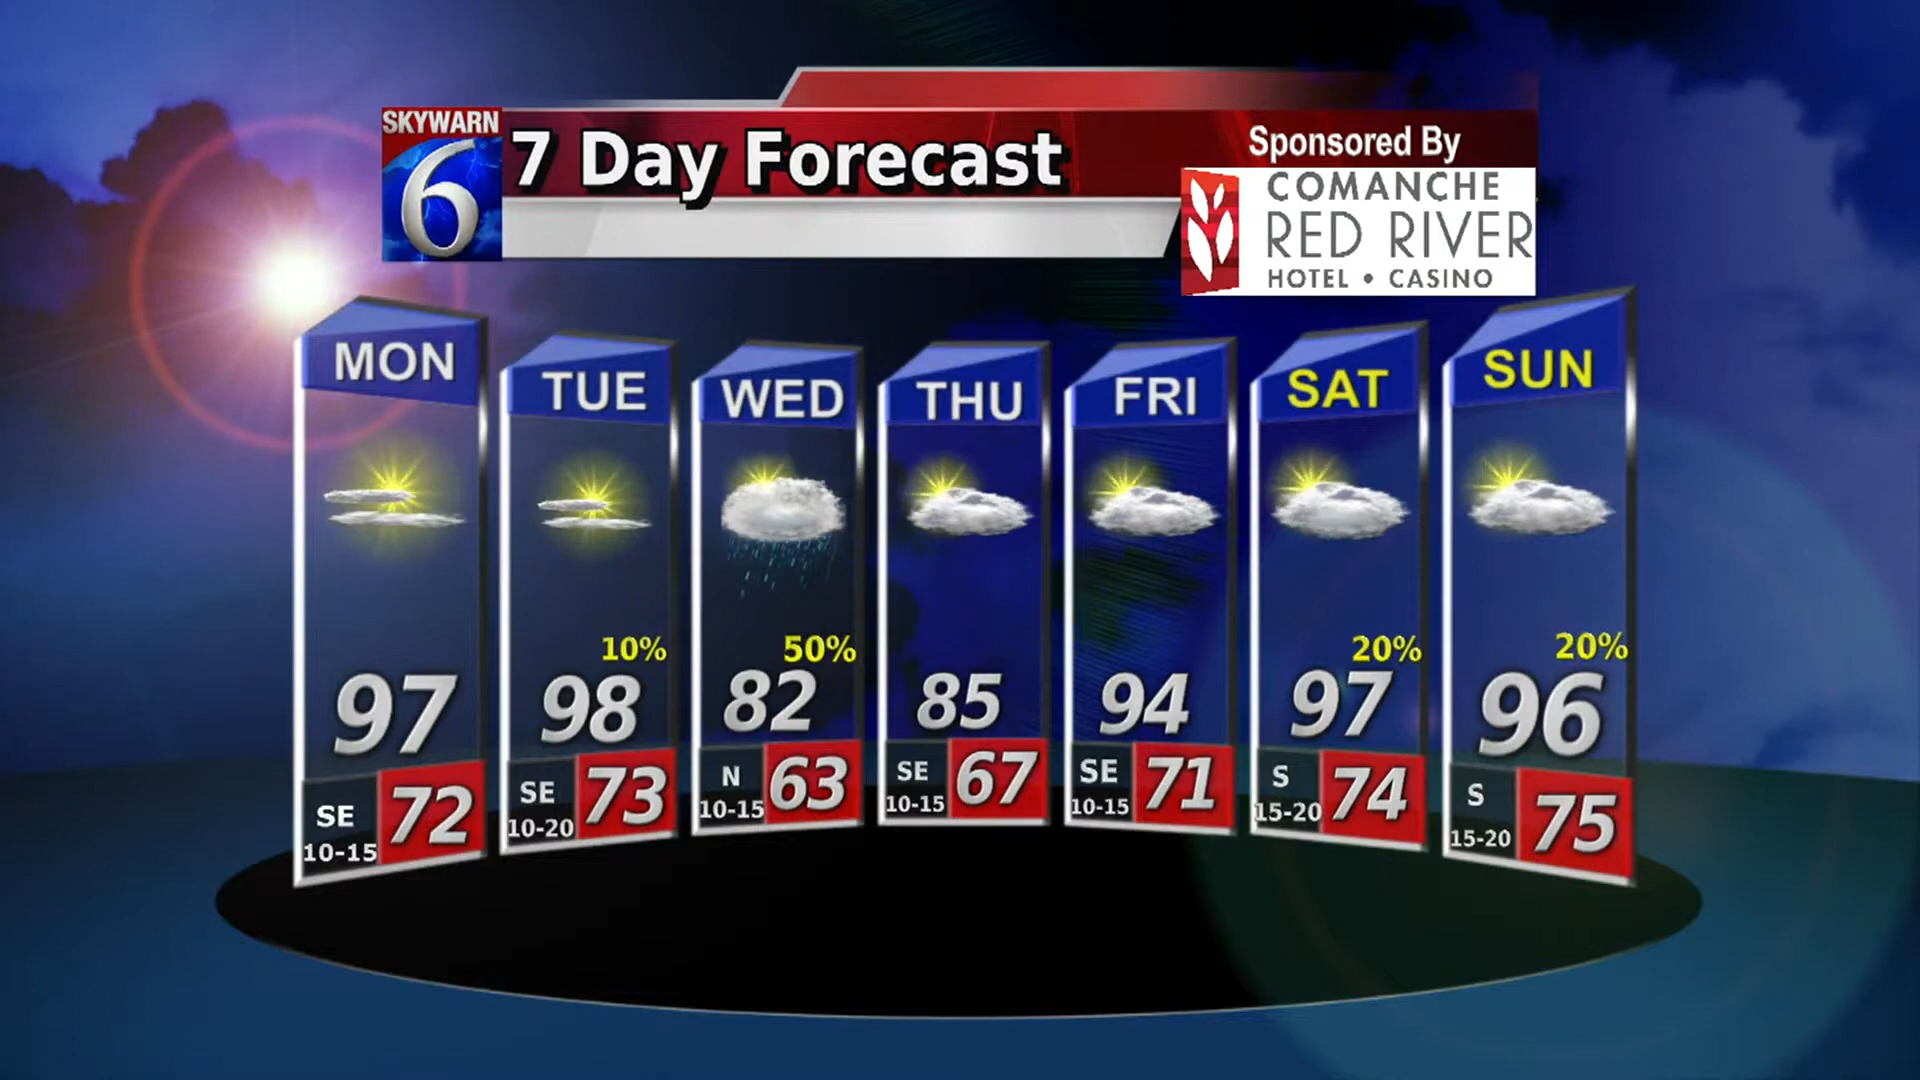 SKYWARN
6
7 Day Forecast
Sponsored By
COMANCHE
RED RIVER
HOTEL • CASINO
MON
97
SE
10-15
72
TUE
10%
98
SE
10-20
73
WED
50%
82
N
10-15
63
THU
85
SE
10-15
67
FRI
94
SE
10-15
71
SAT
20%
97
S
15-20
74
SUN
20%
96
S
15-20
75